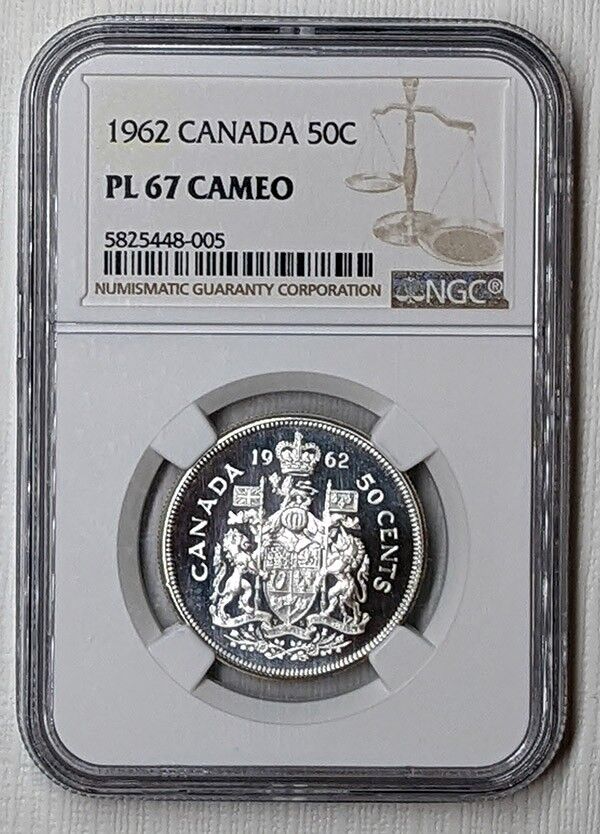 1962 CANADA 50C
PL 67 CAMEO
5825448-005
NUMISMATIC GUARANTY CORPORATION
NGC®
19 62
CANADA
50 CENTS